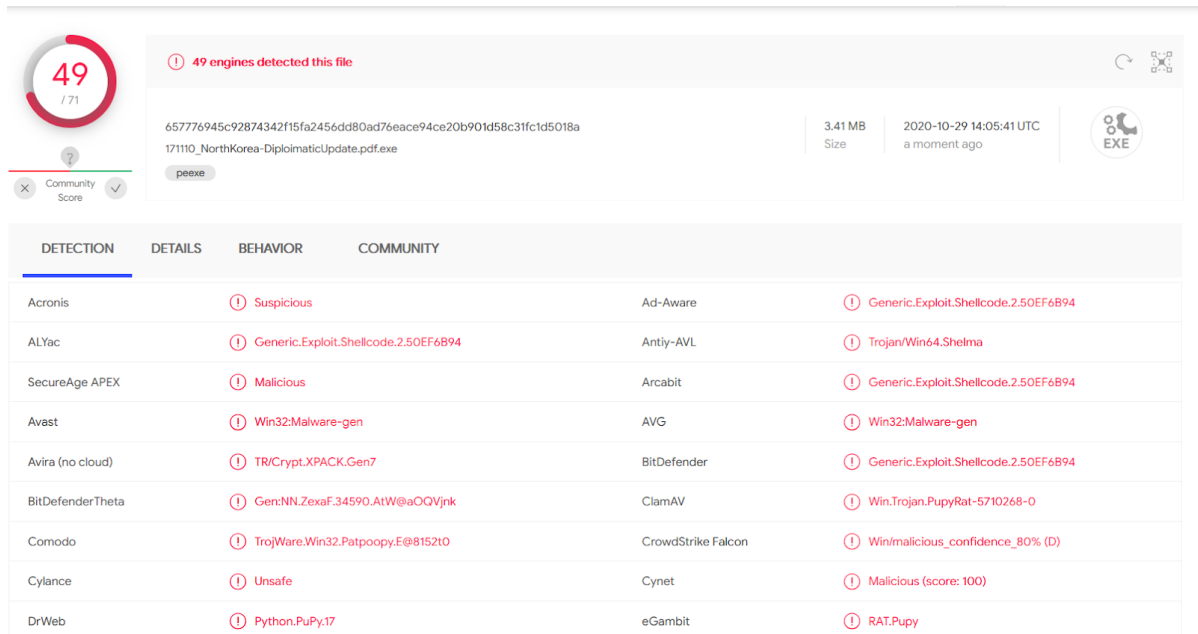 49
/ 71
?
Community
Score
49 engines detected this file
657776945c92874342f15fa2456dd80ad76eace94ce20b901d58c31fc1d5018a
171110_NorthKorea-DiploimaticUpdate.pdf.exe
peexe
3.41 MB
Size
2020-10-29 14:05:41 UTC
a moment ago
EXE
DETECTION DETAILS BEHAVIOR COMMUNITY
Acronis Suspicious Ad-Aware Generic.Exploit.Shellcode.2.50EF6B94
ALYac Generic.Exploit.Shellcode.2.50EF6B94 Antiy-AVL Trojan/Win64.Shelma
SecureAge APEX Malicious Arcabit Generic.Exploit.Shellcode.2.50EF6B94
Avast Win32:Malware-gen AVG Win32:Malware-gen
Avira (no cloud) TR/Crypt.XPACK.Gen7 BitDefender Generic.Exploit.Shellcode.2.50EF6B94
BitDefenderTheta Gen:NN.ZexaF.34590.AtW@aOQVjnk ClamAV Win.Trojan.PupyRat-5710268-0
Comodo TrojWare.Win32.Patpoopy.E@8152t0 CrowdStrike Falcon Win/malicious_confidence_80% (D)
Cylance Unsafe Cynet Malicious (score: 100)
DrWeb Python.PuPy.17 eGambit RAT.Pupy